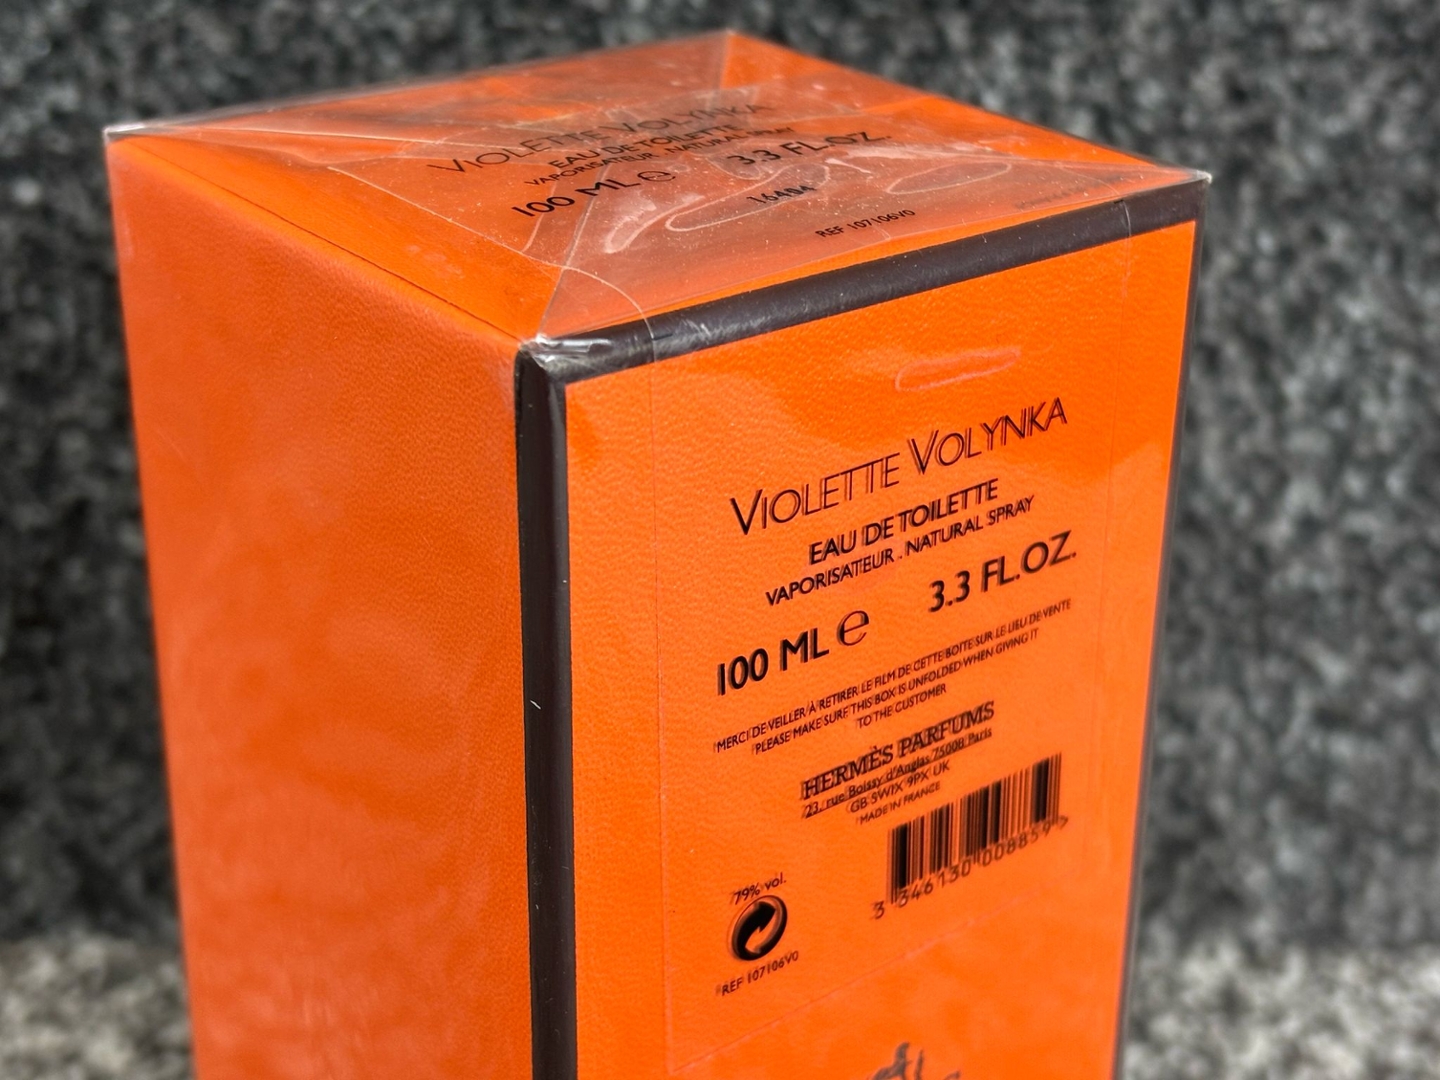 VIOLETTE VOLYNKA
EAU DE TOILETTE
VAPORISATEUR . NATURAL SPRAY
100 ML ℮ 3.3 FL.OZ.
16404
REF 107106V0
VIOLETTE VOLYNKA
EAU DE TOILETTE
VAPORISATEUR . NATURAL SPRAY
100 ML ℮ 3.3 FL.OZ.
MERCI DE VEILLER À RETIRER LE FILM DE CETTE BOITE SUR LE LIEU DE VENTE
PLEASE MAKE SURE THIS BOX IS UNFOLDED WHEN GIVING IT
TO THE CUSTOMER
HERMÈS PARFUMS
23, rue Boissy d'Anglas 75008 Paris
GB SW1X 9PX UK
MADE IN FRANCE
3 346130 008859 >
79% vol.
REF 107106V0